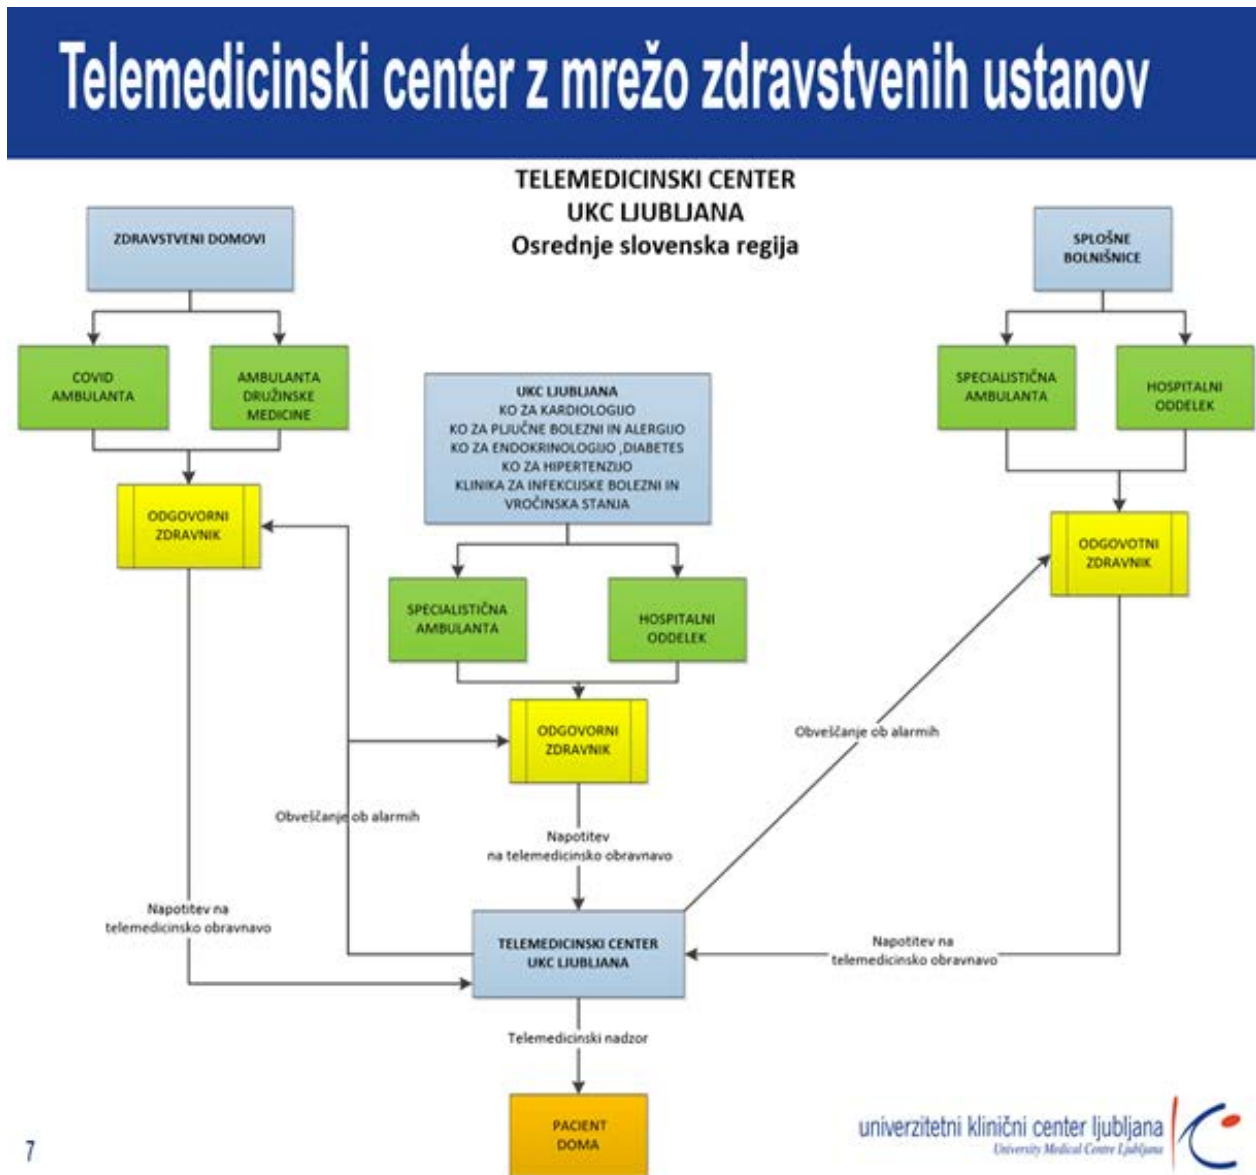 Telemedicinski center z mrežo zdravstvenih ustanov
TELEMEDICINSKI CENTER
UKC LJUBLJANA
Osrednje slovenska regija
ZDRAVSTVENI DOMOVI
COVID
AMBULANTA
AMBULANTA
DRUŽINSKE
MEDICINE
ODGOVORNI
ZDRAVNIK
UKC LJUBLJANA
KO ZA KARDIOLOGIJO
KO ZA PLJUČNE BOLEZNI IN ALERGIJO
KO ZA ENDOKRINOLOGIJO ,DIABETES
KO ZA HIPERTENZIJO
KLINIKA ZA INFEKCIJSKE BOLEZNI IN
VROČINSKA STANJA
SPECIALISTIČNA
AMBULANTA
HOSPITALNI
ODDELEK
ODGOVORNI
ZDRAVNIK
SPLOŠNE
BOLNIŠNICE
SPECIALISTIČNA
AMBULANTA
HOSPITALNI
ODDELEK
ODGOVOTNI
ZDRAVNIK
Obveščanje ob alarmih
Obveščanje ob alarmih
Napotitev
na telemedicinsko obravnavo
Napotitev na
telemedicinsko obravnavo
Napotitev na
telemedicinsko obravnavo
TELEMEDICINSKI CENTER
UKC LJUBLJANA
Telemedicinski nadzor
PACIENT
DOMA
7
univerzitetni klinični center ljubljana
University Medical Centre Ljubljana